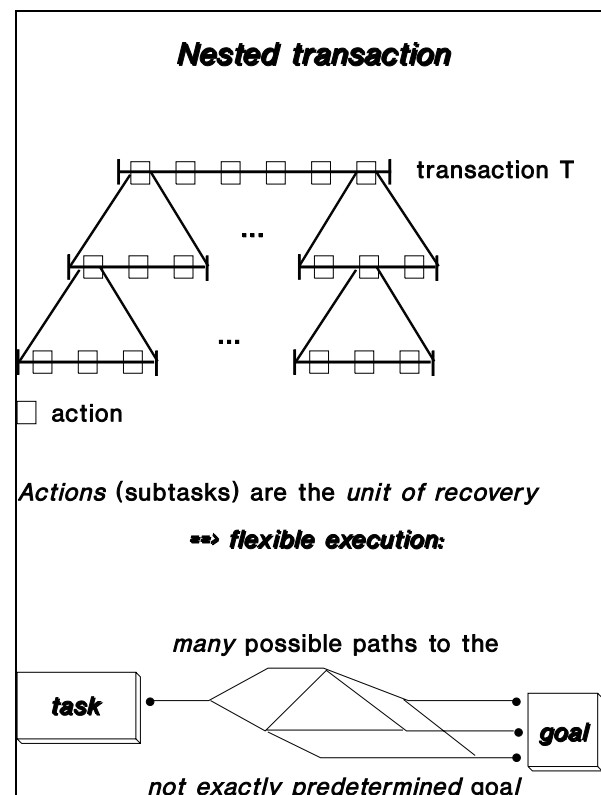 Nested transaction
transaction T
...
...
action
Actions (subtasks) are the unit of recovery
==> flexible execution:
many possible paths to the
task
goal
not exactly predetermined goal